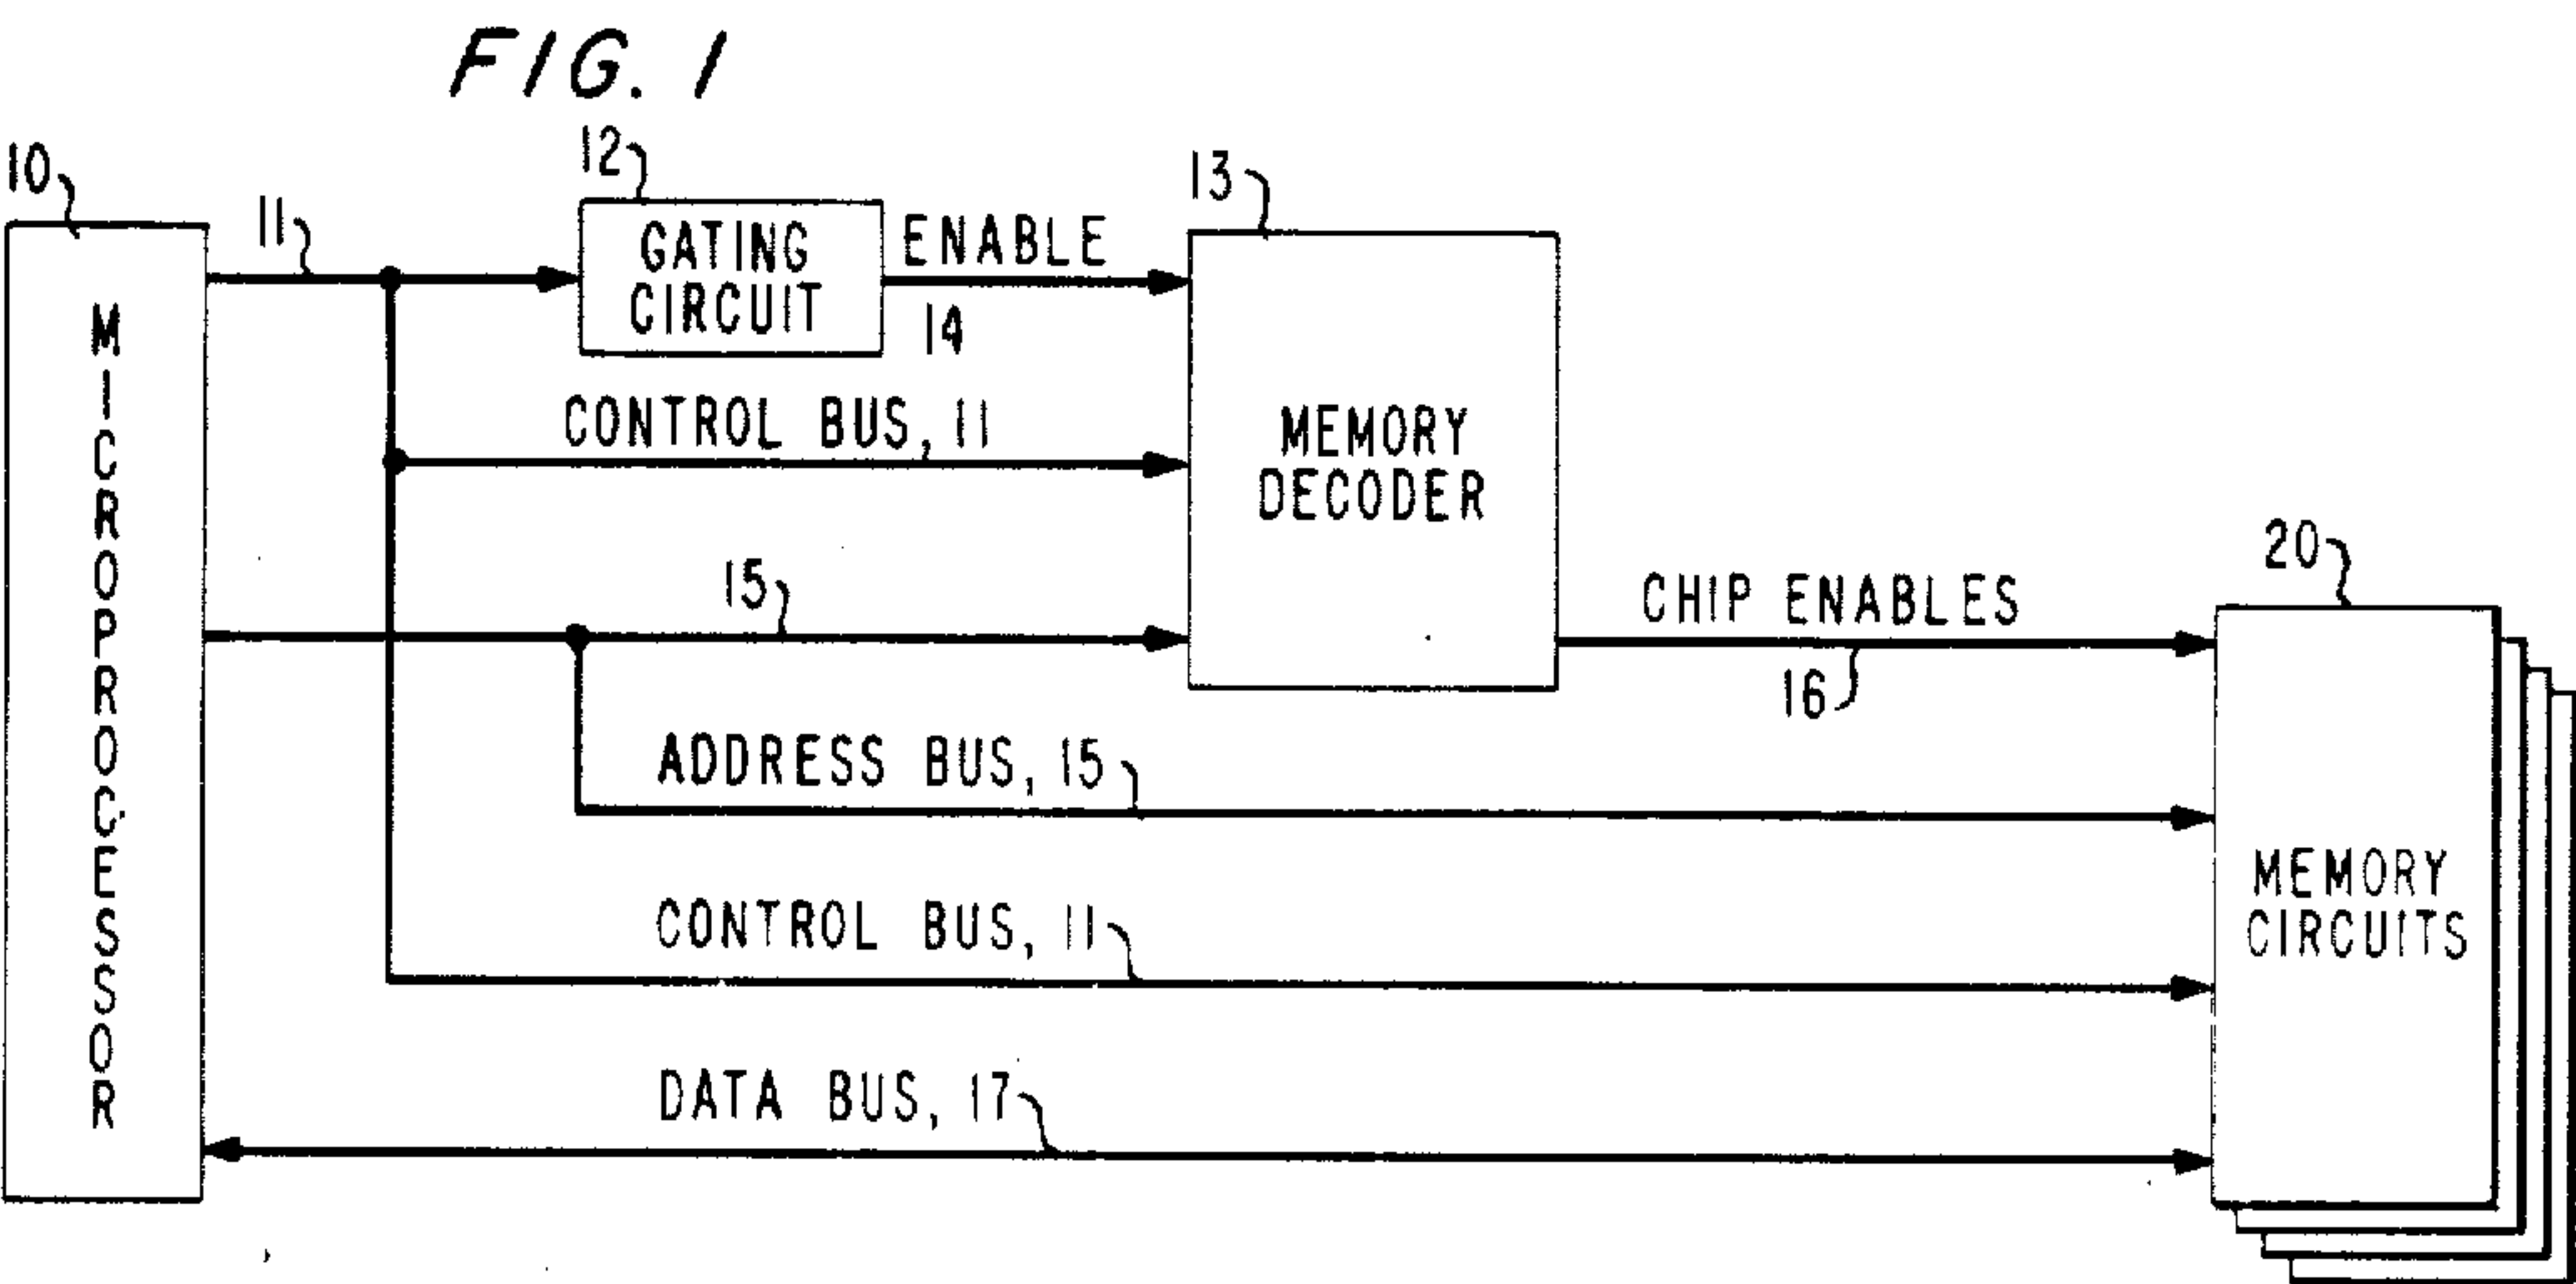 FIG. 1
10
11
12
13
GATING
CIRCUIT
ENABLE
14
MICROPROCESSOR
CONTROL BUS, 11
MEMORY
DECODER
15
20
CHIP ENABLES
16
ADDRESS BUS, 15
MEMORY
CIRCUITS
CONTROL BUS, 11
DATA BUS, 17